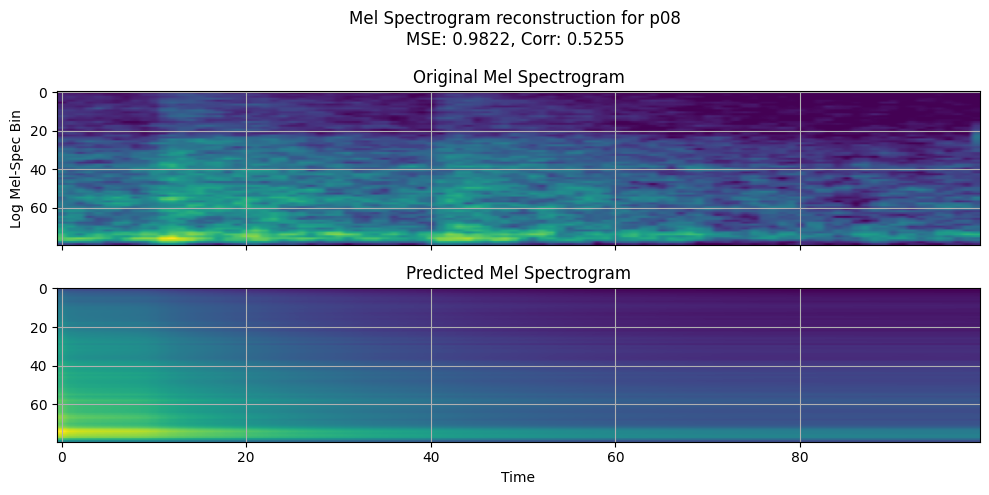 Mel Spectrogram reconstruction for p08
MSE: 0.9822, Corr: 0.5255
Original Mel Spectrogram
0
20
40
60
Log Mel-Spec Bin
Predicted Mel Spectrogram
0
20
40
60
0 20 40 60 80
Time